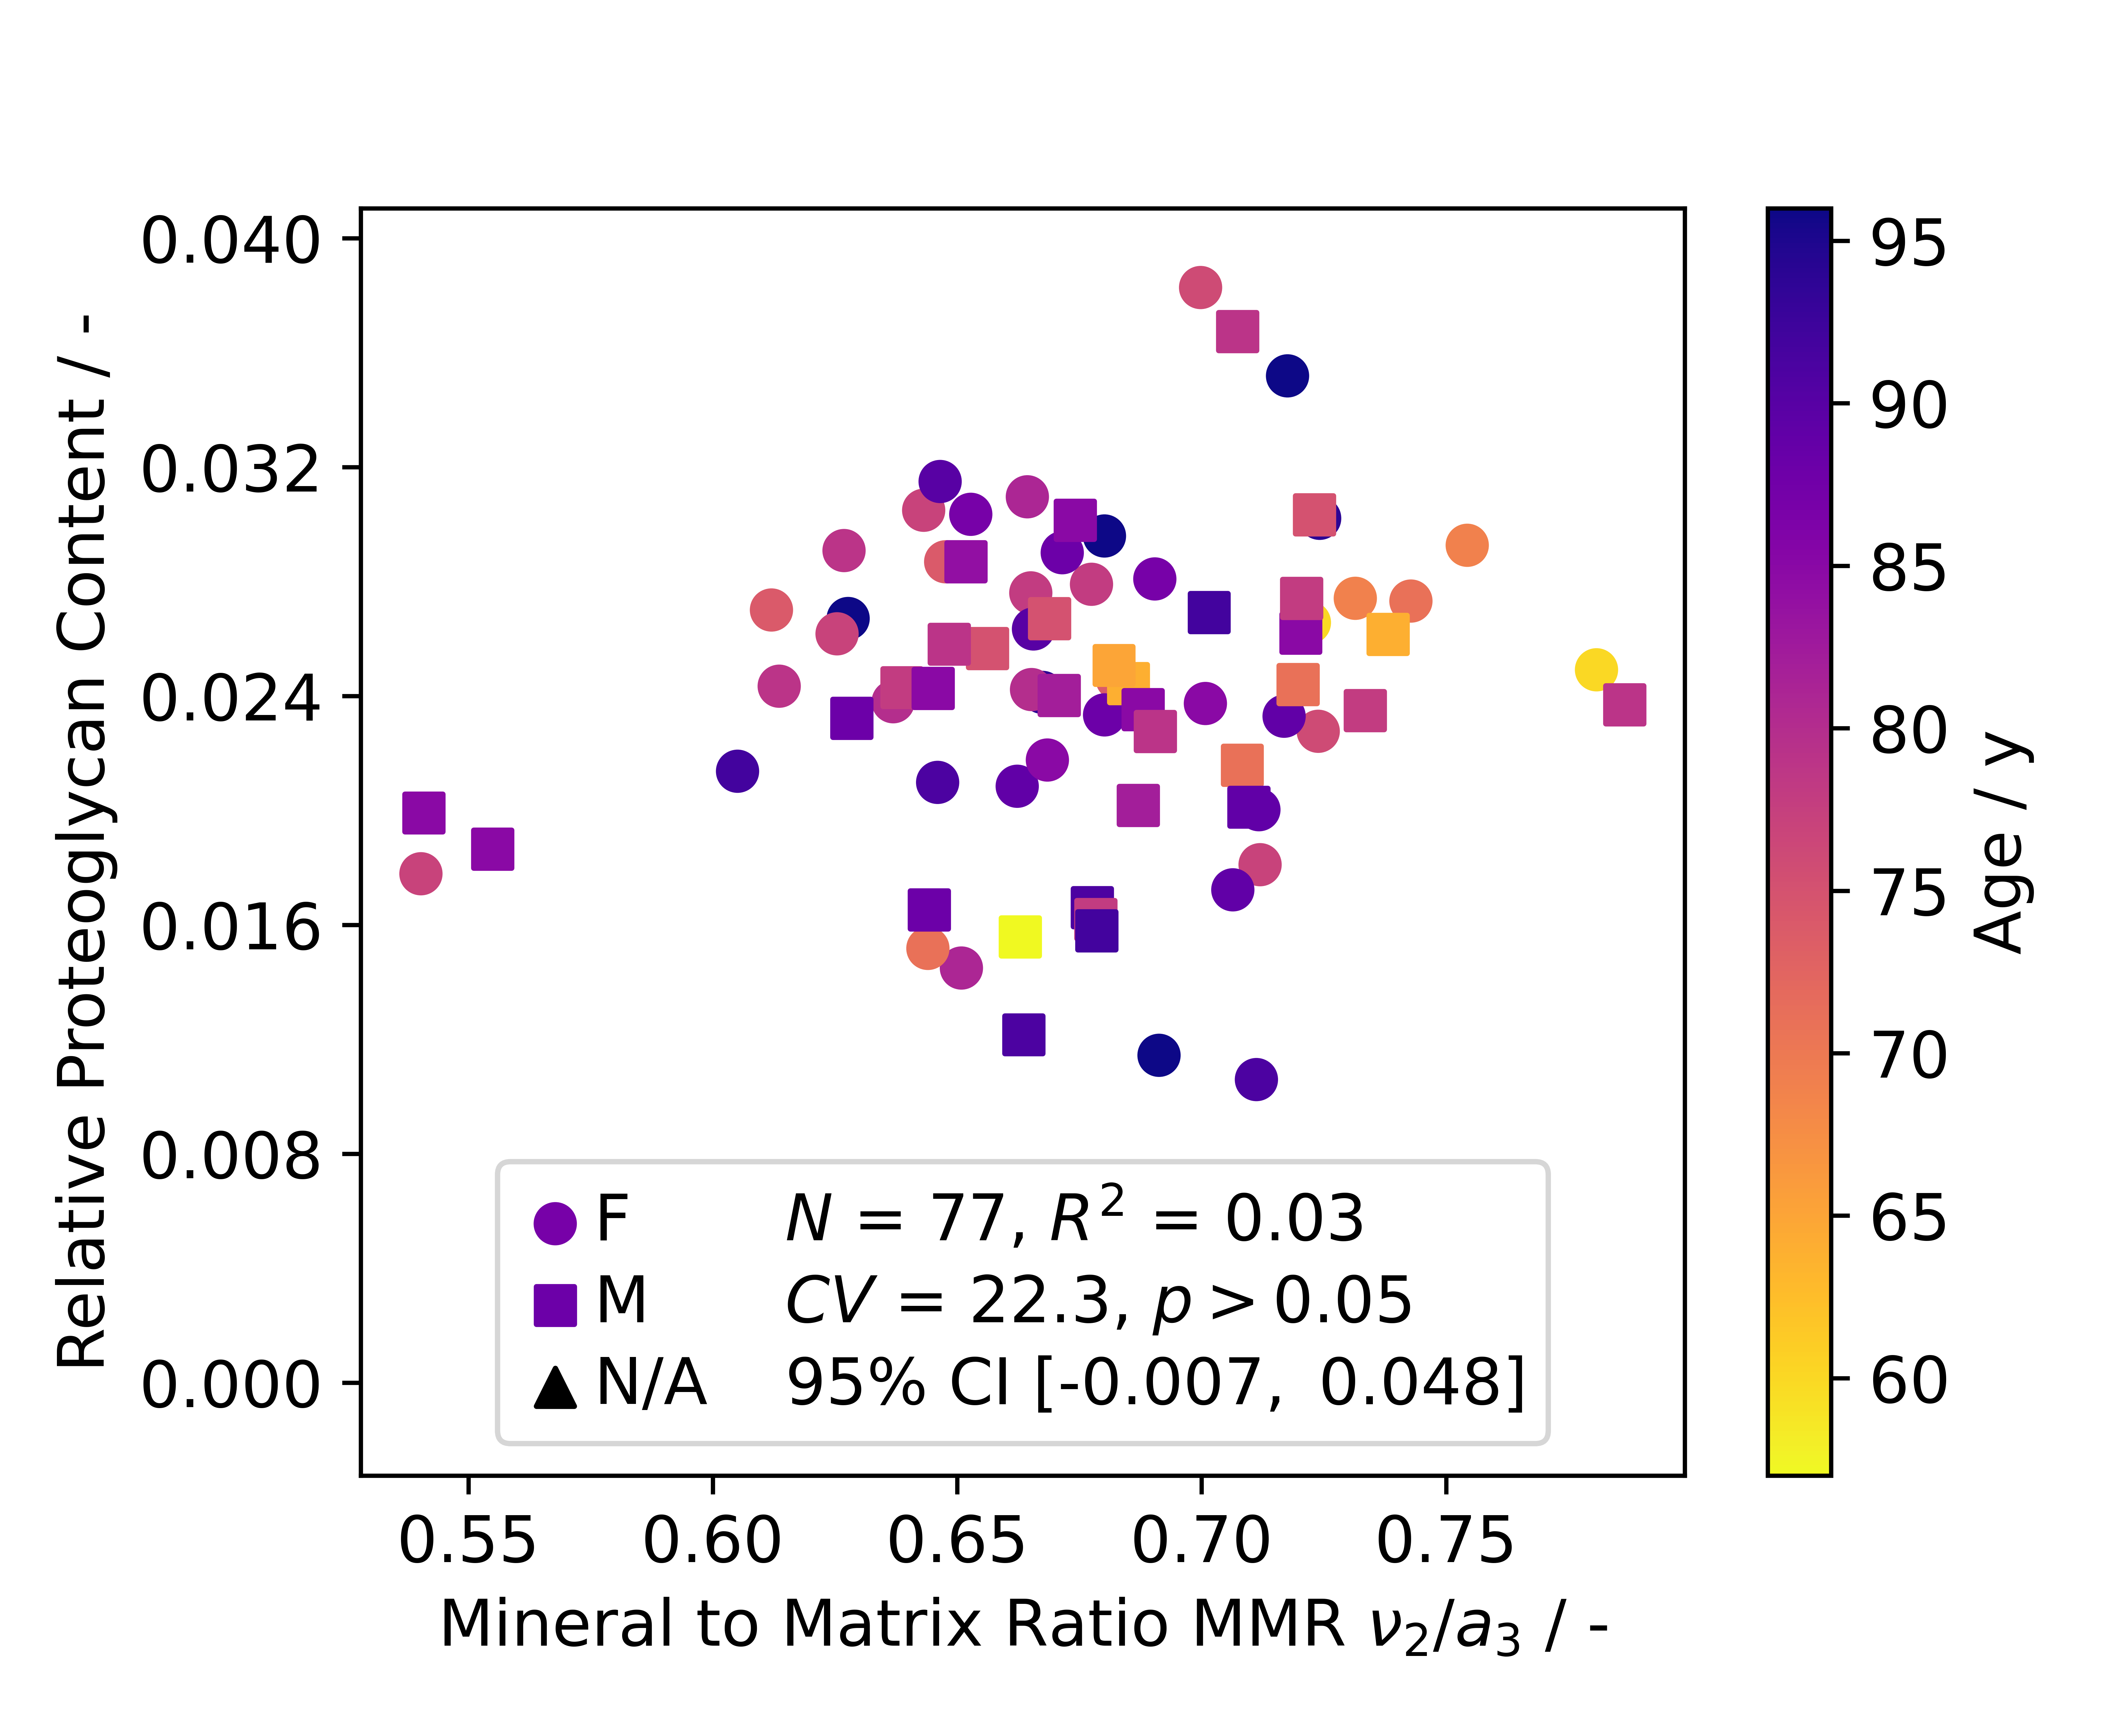 Relative Proteoglycan Content / -
0.040
0.032
0.024
0.016
0.008
0.000
F N = 77, R² = 0.03
M CV = 22.3, p > 0.05
N/A 95% CI [-0.007, 0.048]
0.55 0.60 0.65 0.70 0.75
Mineral to Matrix Ratio MMR ν₂/a₃ / -
95
90
85
80
75
70
65
60
Age / y